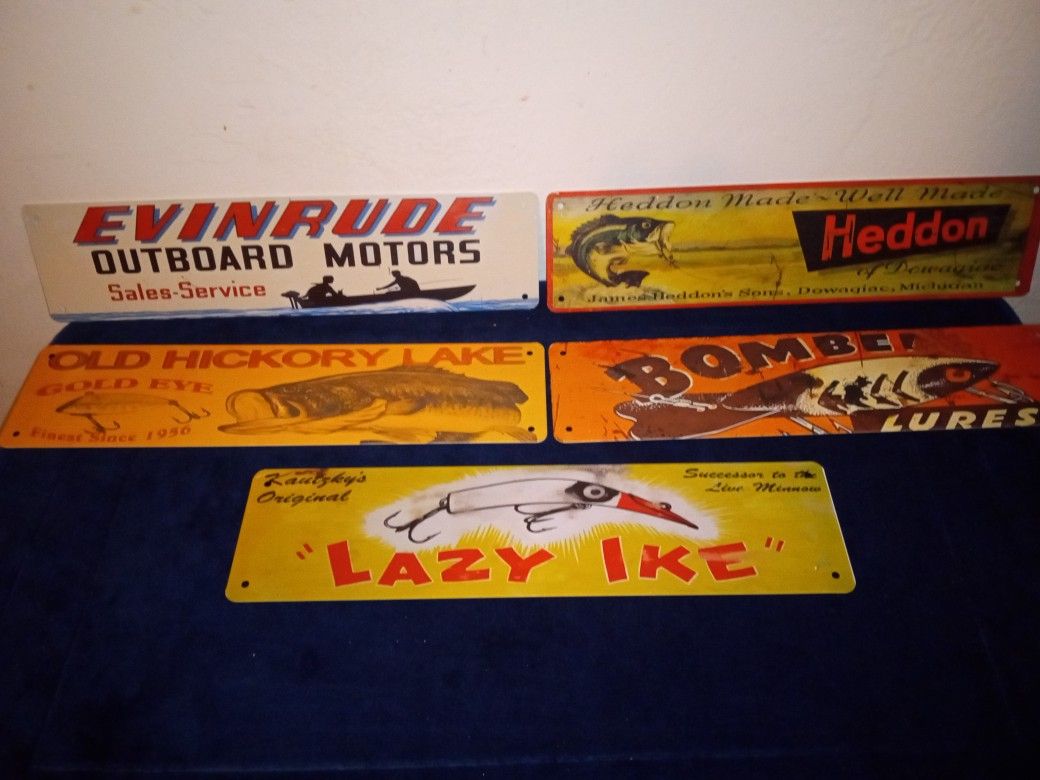 EVINRUDE
OUTBOARD MOTORS
Sales-Service
Heddon Made~Well Made
Heddon
of Dowagiac
James Heddon's Sons, Dowagiac, Michigan
OLD HICKORY LAKE
GOLD EYE
Finest Since 1950
BOMBER
LURES
Kautzky's
Original
Successor to the
Live Minnow
"LAZY IKE"